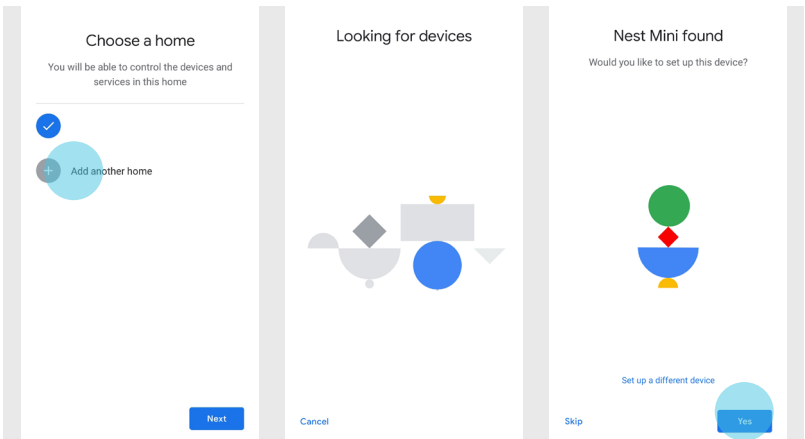 Choose a home
You will be able to control the devices and
services in this home
Add another home
Next
Looking for devices
Cancel
Nest Mini found
Would you like to set up this device?
Set up a different device
Skip
Yes